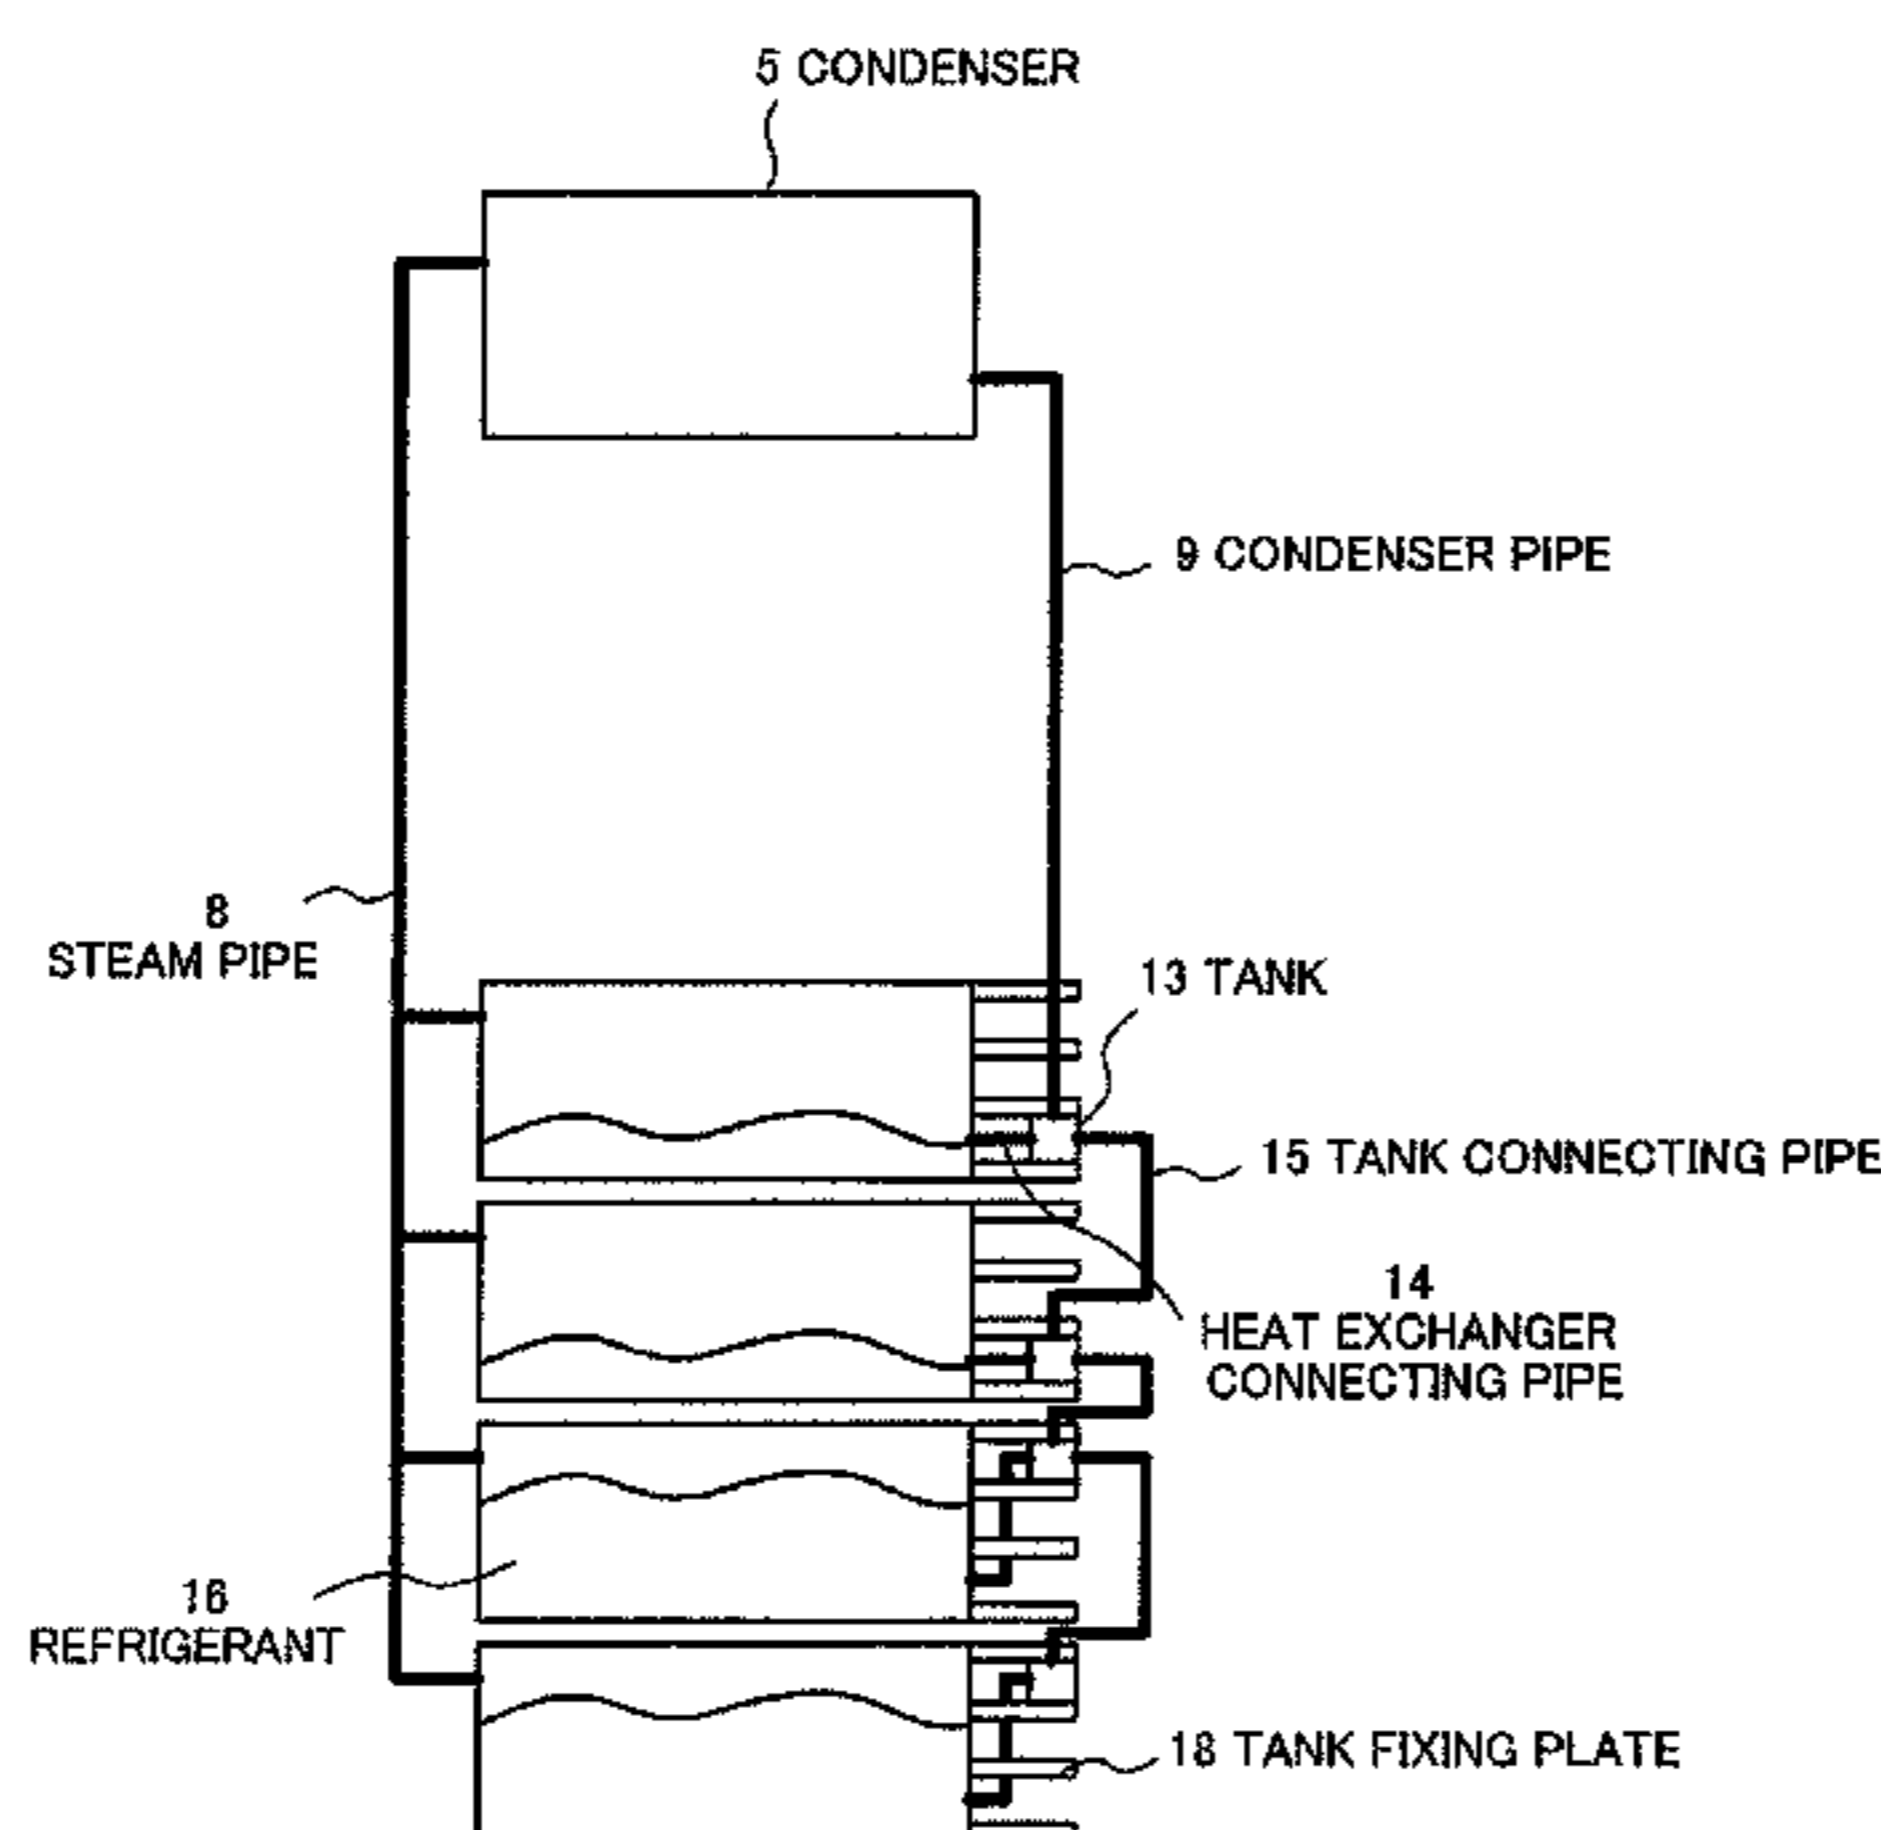 5 CONDENSER
9 CONDENSER PIPE
8
STEAM PIPE
13 TANK
15 TANK CONNECTING PIPE
14
HEAT EXCHANGER
CONNECTING PIPE
16
REFRIGERANT
18 TANK FIXING PLATE